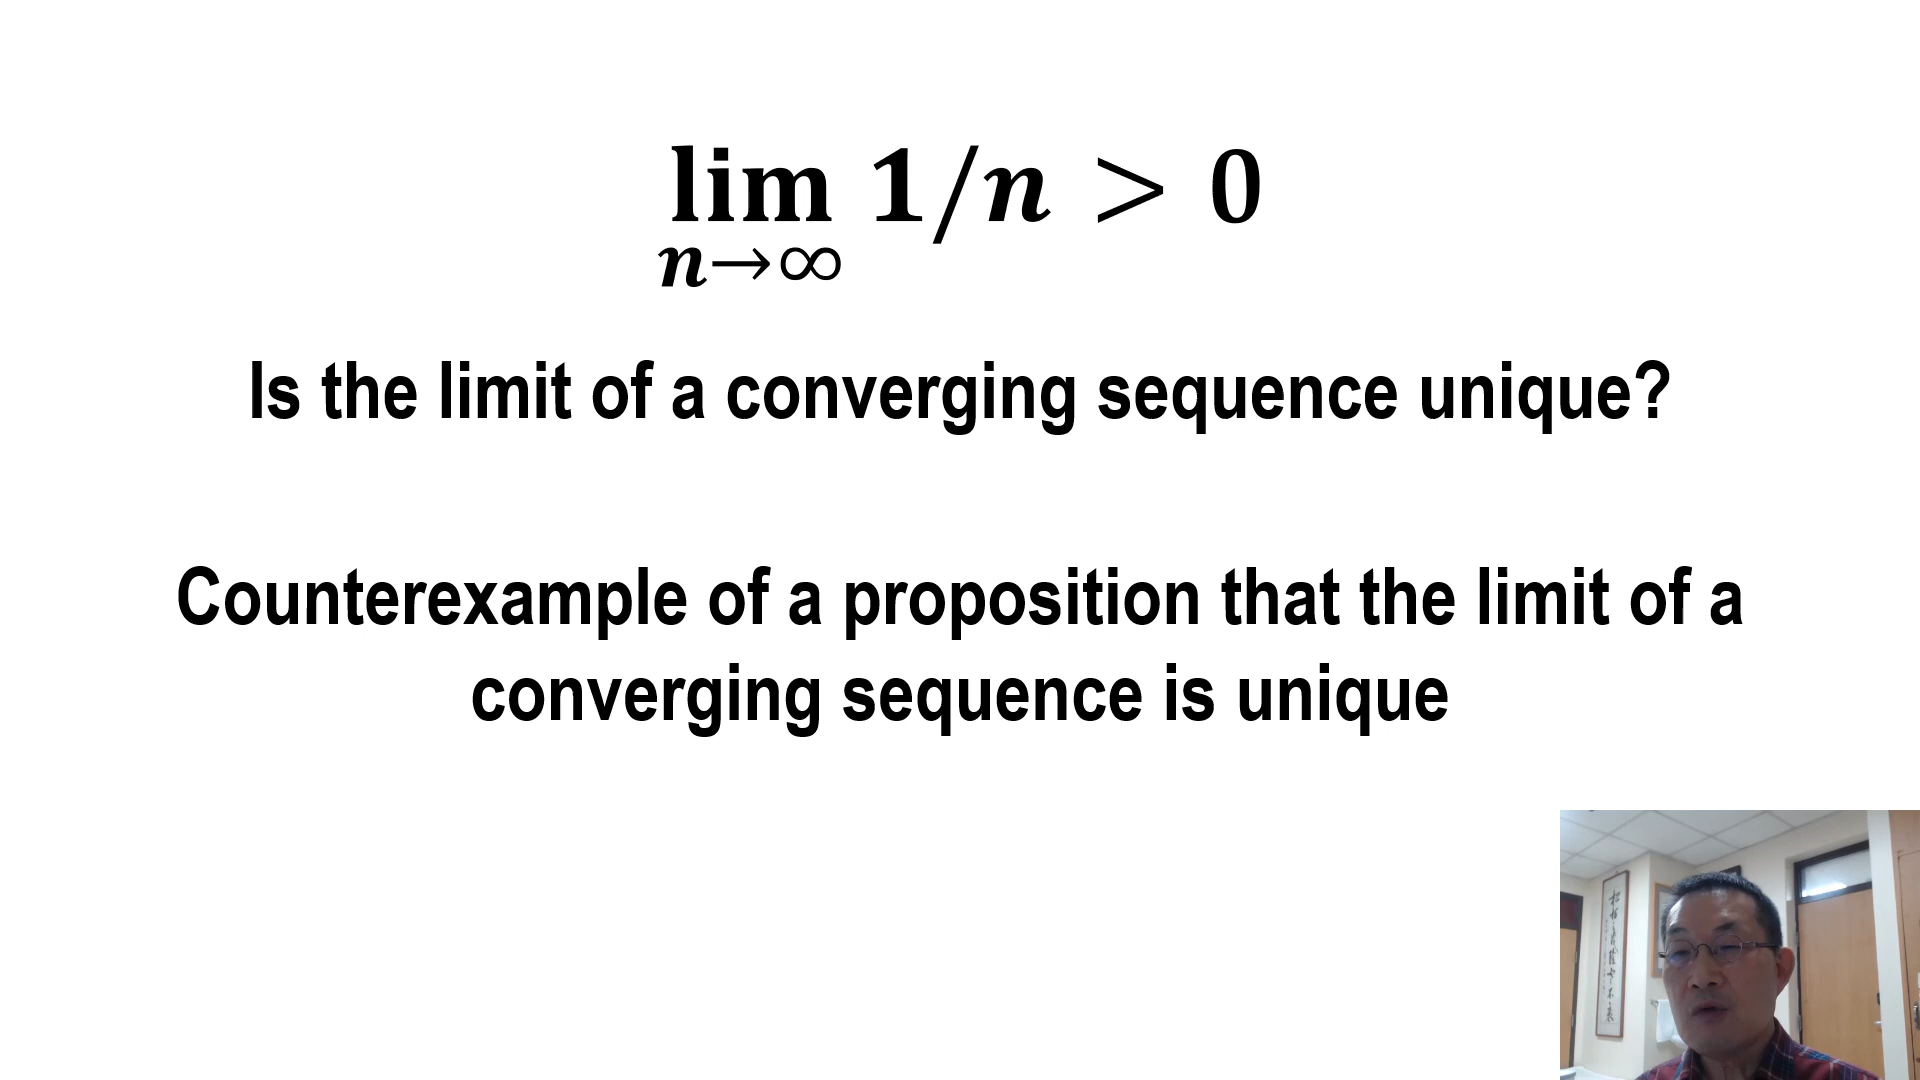 lim 1/n > 0
n→∞
Is the limit of a converging sequence unique?
Counterexample of a proposition that the limit of a
converging sequence is unique